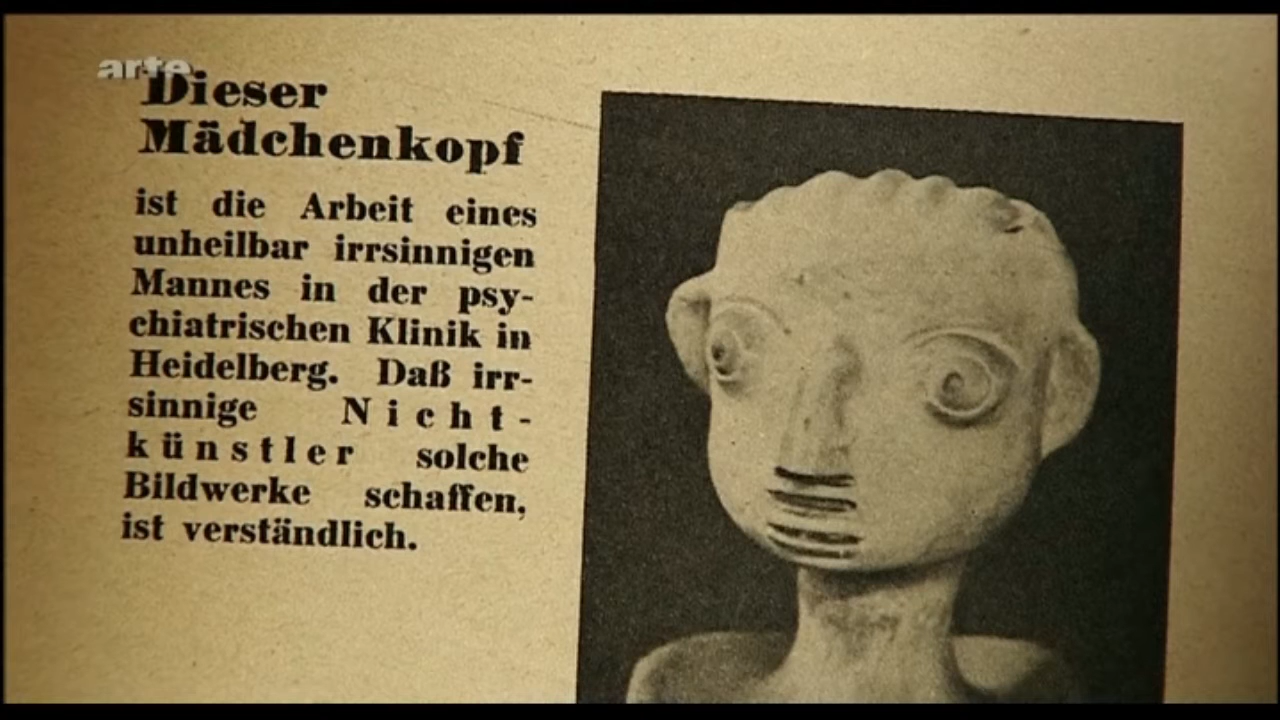 arte
Dieser
Mädchenkopf
ist die Arbeit eines
unheilbar irrsinnigen
Mannes in der psy-
chiatrischen Klinik in
Heidelberg. Daß irr-
sinnige Nicht-
künstler solche
Bildwerke schaffen,
ist verständlich.